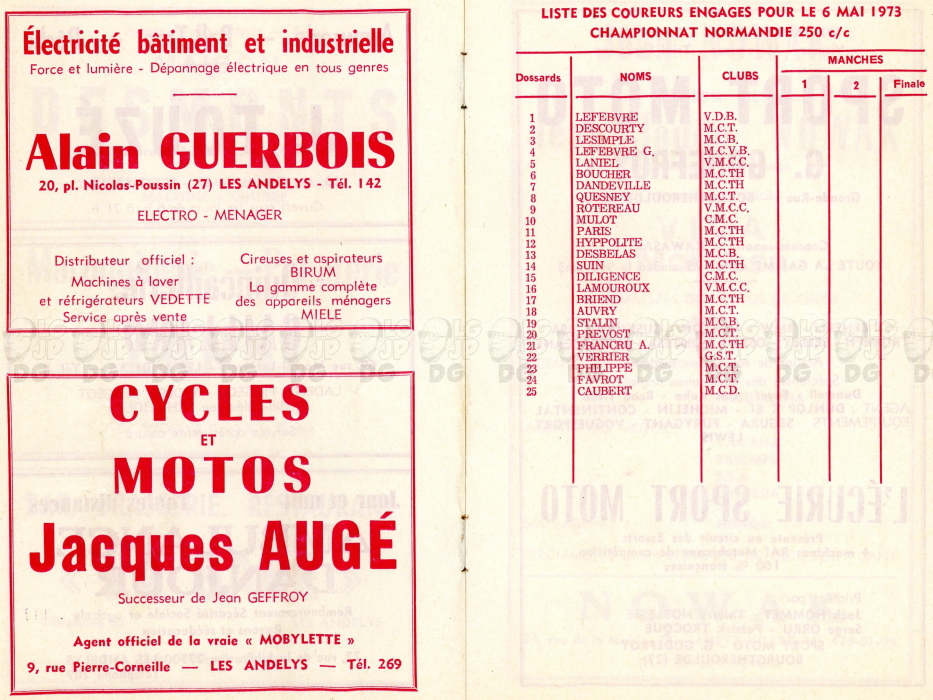 Électricité bâtiment et industrielle
Force et lumière - Dépannage électrique en tous genres
Alain GUERBOIS
20, pl. Nicolas-Poussin (27) LES ANDELYS - Tél. 142
ELECTRO - MENAGER
Distributeur officiel :
Machines à laver
et réfrigérateurs VEDETTE
Service après vente
Cireuses et aspirateurs
BIRUM
La gamme complète
des appareils ménagers
MIELE
CYCLES
ET
MOTOS
Jacques AUGÉ
Successeur de Jean GEFFROY
Agent officiel de la vraie « MOBYLETTE »
9, rue Pierre-Corneille — LES ANDELYS — Tél. 269
LISTE DES COUREURS ENGAGES POUR LE 6 MAI 1973
CHAMPIONNAT NORMANDIE 250 c/c
Dossards NOMS CLUBS MANCHES
1 2 Finale
1 LEFEBVRE V.D.B.
2 DESCOURTY M.C.T.
3 LESIMPLE M.C.B.
4 LEFEBVRE G. M.C.V.B.
5 LANIEL V.M.C.C.
6 BOUCHER M.C.TH
7 DANDEVILLE M.C.TH
8 QUESNEY M.C.T.
9 ROTEREAU V.M.C.C.
10 MULOT C.M.C.
11 PARIS M.C.TH
12 HYPPOLITE M.C.TH
13 DESBELAS M.C.B.
14 SUIN M.C.TH
15 DILIGENCE C.M.C.
16 LAMOUROUX V.M.C.C.
17 BRIEND M.C.TH
18 AUVRY M.C.T.
19 STALIN M.C.B.
20 PREVOST M.C.T.
21 FRANCRU A. M.C.TH
22 VERRIER G.S.T.
23 PHILIPPE M.C.T.
24 FAVROT M.C.T.
25 CAUBERT M.C.D.